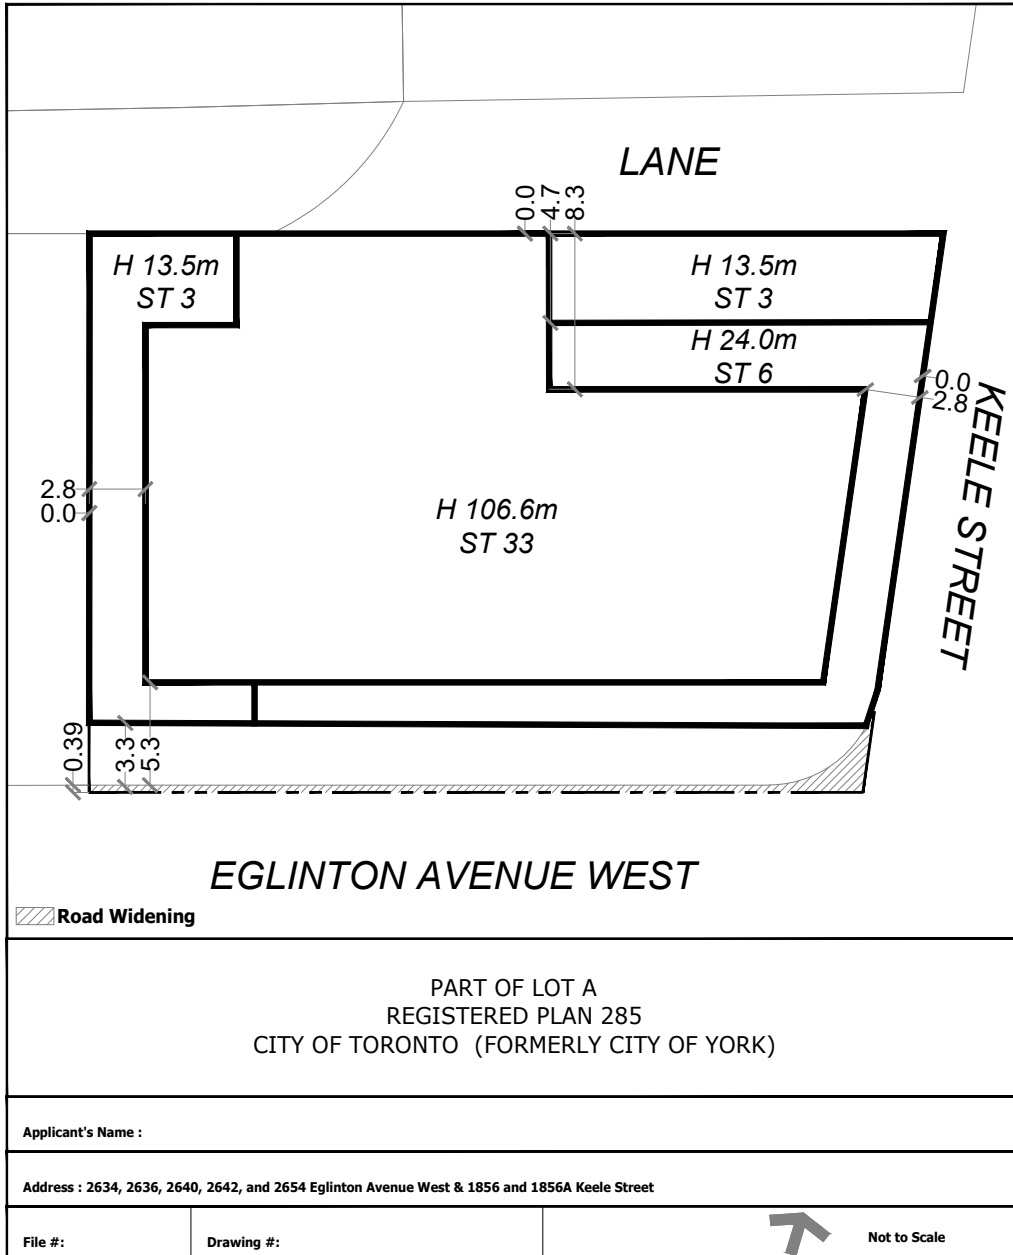 LANE
0.0
4.7
8.3
H 13.5m
ST 3
H 13.5m
ST 3
H 24.0m
ST 6
0.0
2.8
KEELE STREET
2.8
0.0
H 106.6m
ST 33
0.39
3.3
5.3
EGLINTON AVENUE WEST
Road Widening
PART OF LOT A
REGISTERED PLAN 285
CITY OF TORONTO (FORMERLY CITY OF YORK)
Applicant's Name :
Address : 2634, 2636, 2640, 2642, and 2654 Eglinton Avenue West & 1856 and 1856A Keele Street
File #:
Drawing #:
Not to Scale